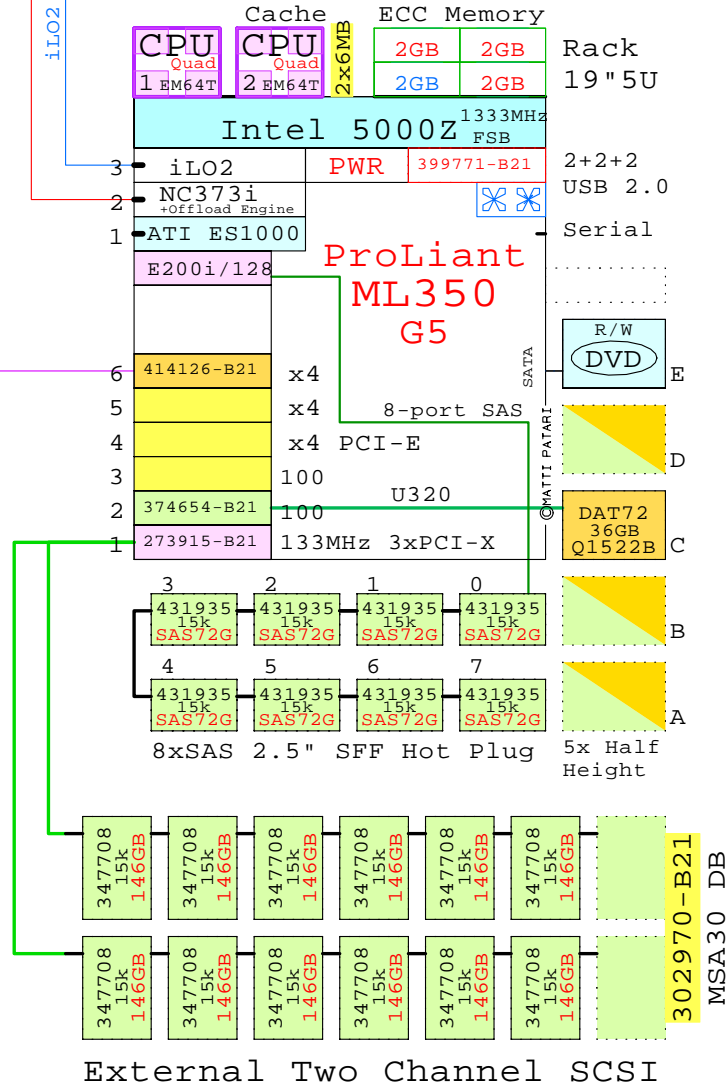 Cache ECC Memory
iLO2
CPU CPU
Quad Quad
1 EM64T 2 EM64T
2x6MB
2GB 2GB
2GB 2GB
Rack
19"5U
Intel 5000Z 1333MHz
FSB
3 iLO2 PWR 399771-B21
2+2+2
USB 2.0
2 NC373i
+Offload Engine
1 ATI ES1000
Serial
E200i/128
ProLiant
ML350
G5
R/W
DVD
E
SATA
6 414126-B21 x4
5 x4 8-port SAS
4 x4 PCI-E
D
3 100
©MATTI PATARI
2 374654-B21 100 U320
1 273915-B21 133MHz 3xPCI-X
DAT72
36GB
Q1522B
C
3 2 1 0
431935 431935 431935 431935
15k 15k 15k 15k
SAS72G SAS72G SAS72G SAS72G
B
4 5 6 7
431935 431935 431935 431935
15k 15k 15k 15k
SAS72G SAS72G SAS72G SAS72G
A
8xSAS 2.5" SFF Hot Plug
5x Half
Height
347708 347708 347708 347708 347708 347708
15k 15k 15k 15k 15k 15k
146GB 146GB 146GB 146GB 146GB 146GB
347708 347708 347708 347708 347708 347708
15k 15k 15k 15k 15k 15k
146GB 146GB 146GB 146GB 146GB 146GB
302970-B21
MSA30 DB
External Two Channel SCSI